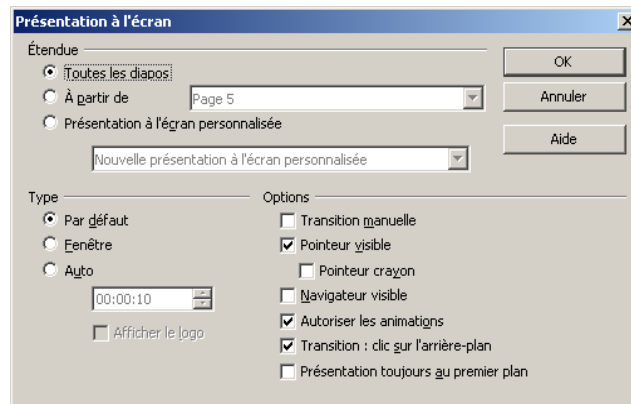 Présentation à l'écran
Étendue
Toutes les diapos
À partir de
Page 5
Présentation à l'écran personnalisée
Nouvelle présentation à l'écran personnalisée
OK
Annuler
Aide
Type
Par défaut
Fenêtre
Auto
00:00:10
Afficher le logo
Options
Transition manuelle
Pointeur visible
Pointeur crayon
Navigateur visible
Autoriser les animations
Transition : clic sur l'arrière-plan
Présentation toujours au premier plan